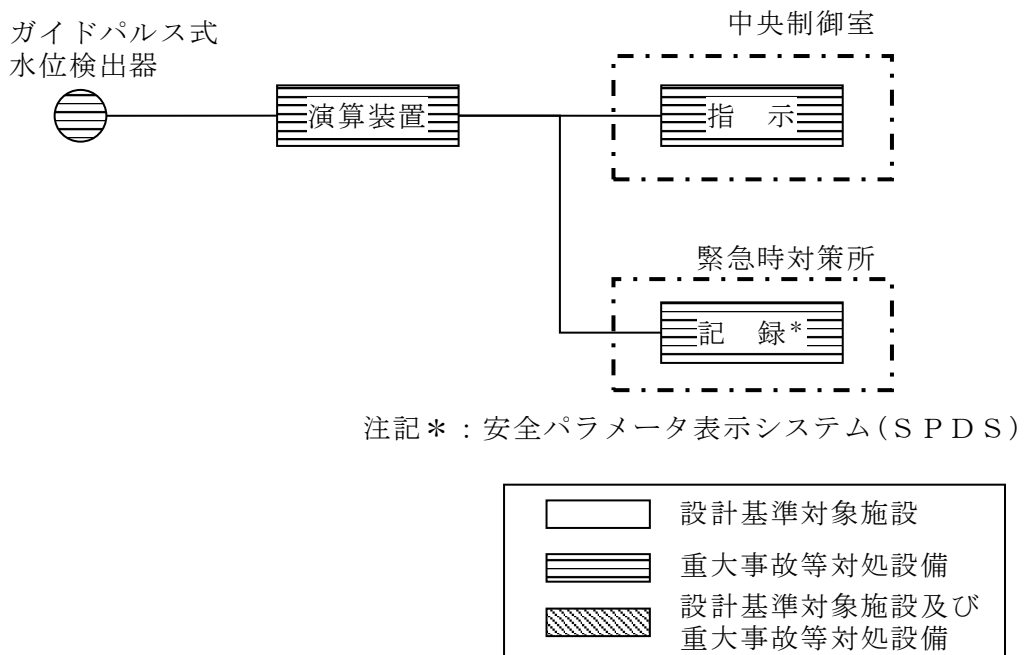 ガイドパルス式
水位検出器
演算装置
中央制御室
指　示
緊急時対策所
記　録*
注記＊：安全パラメータ表示システム(ＳＰＤＳ)
設計基準対象施設
重大事故等対処設備
設計基準対象施設及び
重大事故等対処設備